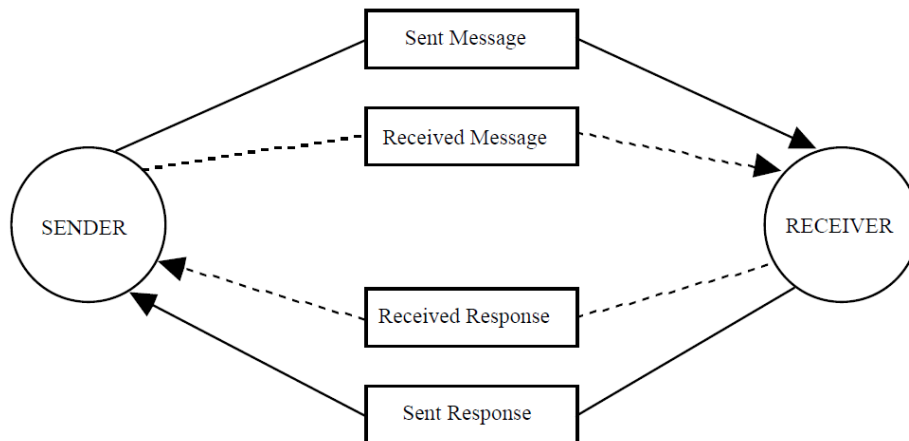 Sent Message
Received Message
SENDER
RECEIVER
Received Response
Sent Response